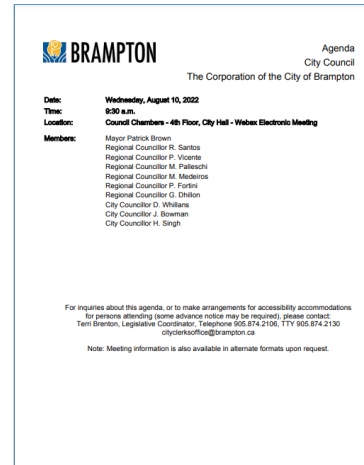 BRAMPTON
Agenda
City Council
The Corporation of the City of Brampton
Date: Wednesday, August 10, 2022
Time: 9:30 a.m.
Location: Council Chambers - 4th Floor, City Hall - Webex Electronic Meeting
Members: Mayor Patrick Brown
Regional Councillor R. Santos
Regional Councillor P. Vicente
Regional Councillor M. Palleschi
Regional Councillor M. Medeiros
Regional Councillor P. Fortini
Regional Councillor G. Dhillon
City Councillor D. Whillans
City Councillor J. Bowman
City Councillor H. Singh
For inquiries about this agenda, or to make arrangements for accessibility accommodations
for persons attending (some advance notice may be required), please contact:
Terri Brenton, Legislative Coordinator, Telephone 905.874.2106, TTY 905.874.2130
cityclerksoffice@brampton.ca
Note: Meeting information is also available in alternate formats upon request.